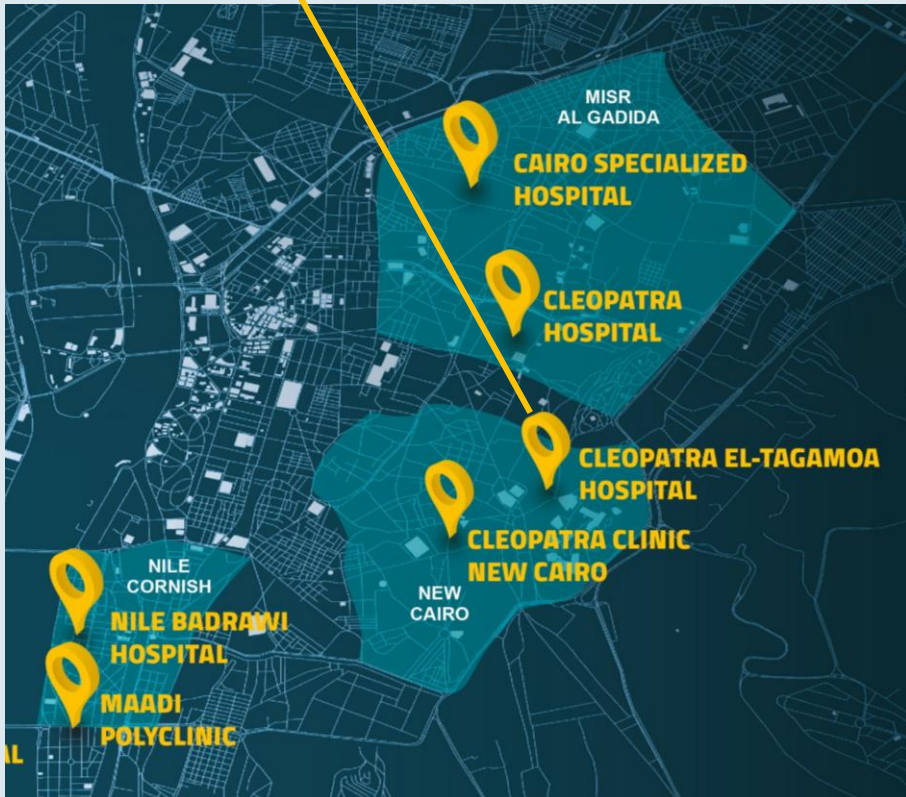 MISR
AL GADIDA
CAIRO SPECIALIZED
HOSPITAL
CLEOPATRA
HOSPITAL
CLEOPATRA EL-TAGAMOA
HOSPITAL
CLEOPATRA CLINIC
NEW CAIRO
NEW
CAIRO
NILE
CORNISH
NILE BADRAWI
HOSPITAL
MAADI
POLYCLINIC
AL